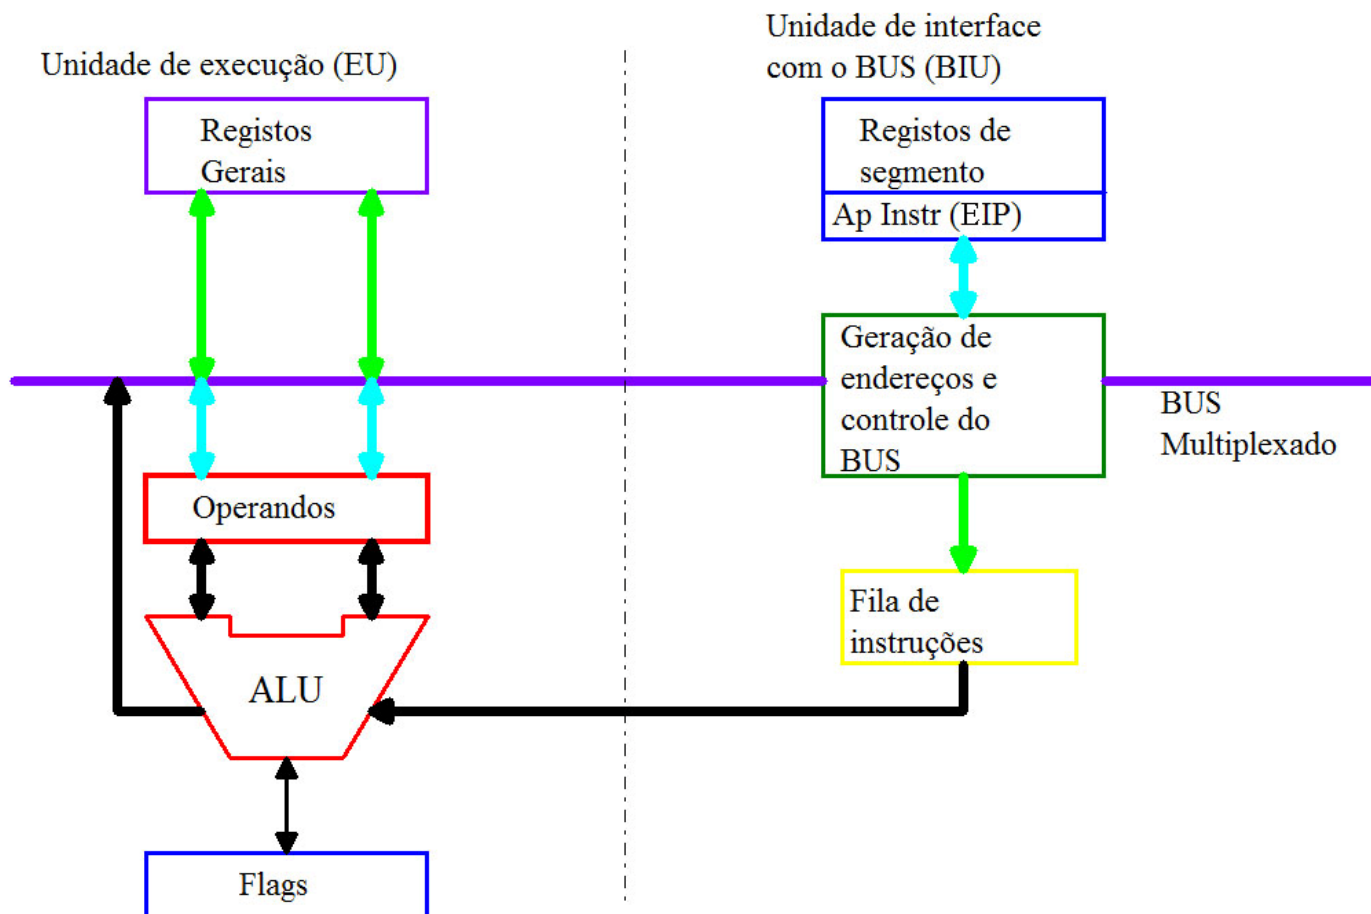 Unidade de execução (EU)
Unidade de interface
com o BUS (BIU)
Registos
Gerais
Registos de
segmento
Ap Instr (EIP)
Geração de
endereços e
controle do
BUS
BUS
Multiplexado
Operandos
Fila de
instruções
ALU
Flags